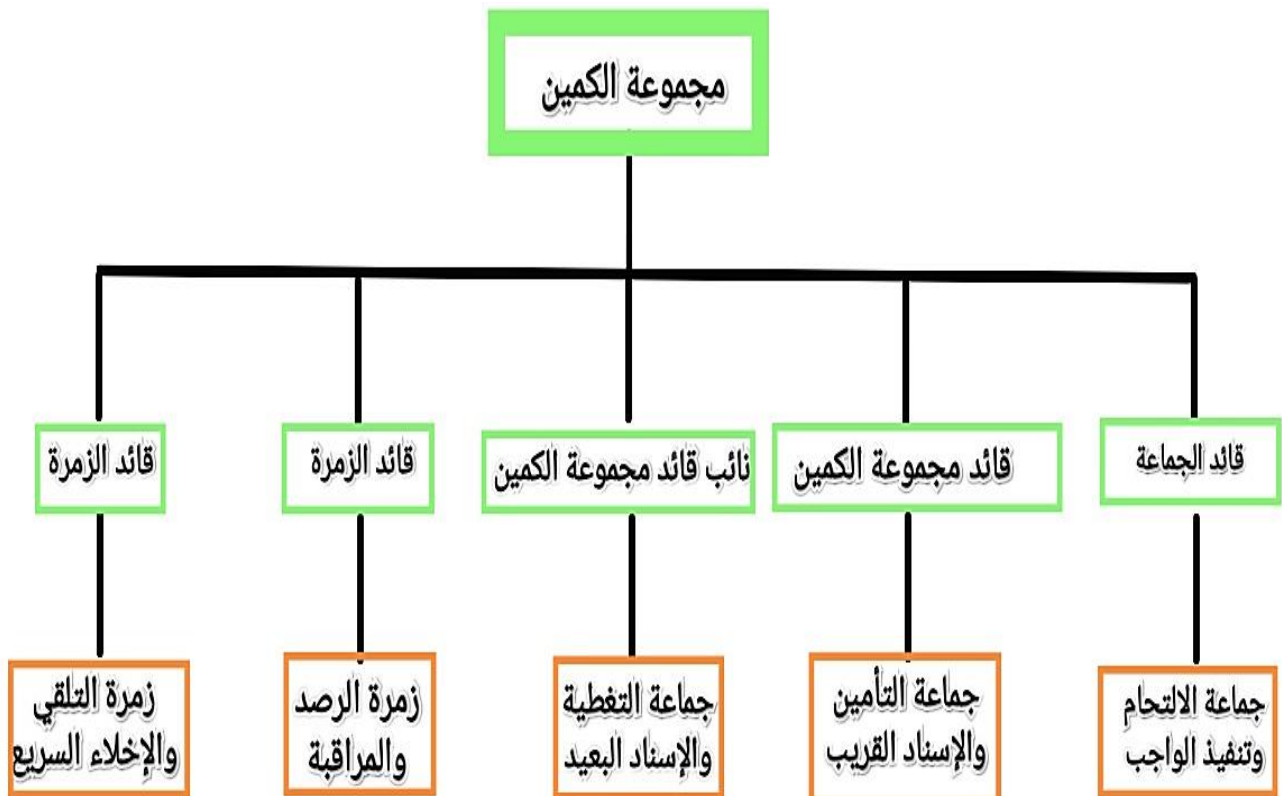 مجموعة الكمين
قائد الجماعة
قائد مجموعة الكمين
نائب قائد مجموعة الكمين
قائد الزمرة
قائد الزمرة
جماعة الالتحام
وتنفيذ الواجب
جماعة التأمين
والإسناد القريب
جماعة التغطية
والإسناد البعيد
زمرة الرصد
والمراقبة
زمرة التلقي
والإخلاء السريع